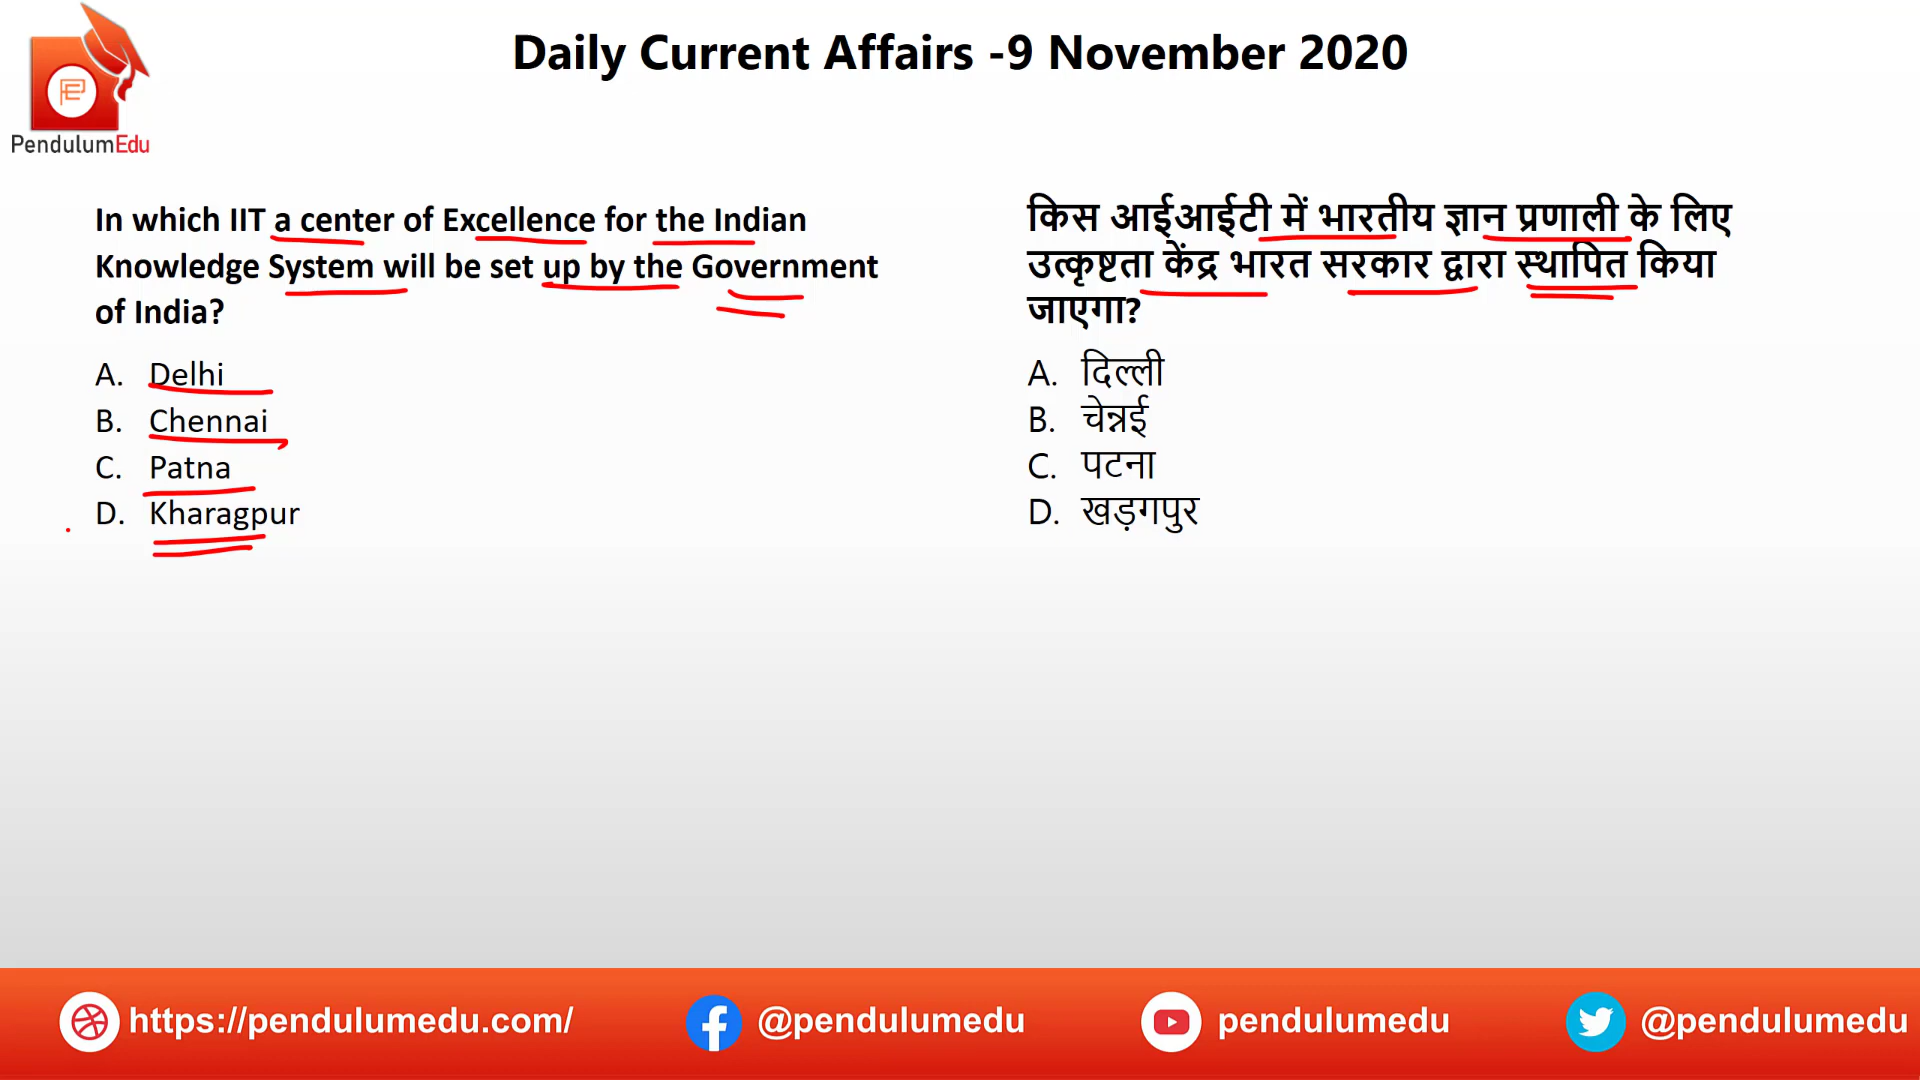 Daily Current Affairs -9 November 2020
PendulumEdu
In which IIT a center of Excellence for the Indian
Knowledge System will be set up by the Government
of India?
A. Delhi
B. Chennai
C. Patna
D. Kharagpur
किस आईआईटी में भारतीय ज्ञान प्रणाली के लिए
उत्कृष्टता केंद्र भारत सरकार द्वारा स्थापित किया
जाएगा?
A. दिल्ली
B. चेन्नई
C. पटना
D. खड़गपुर
https://pendulumedu.com/
@pendulumedu
pendulumedu
@pendulumedu